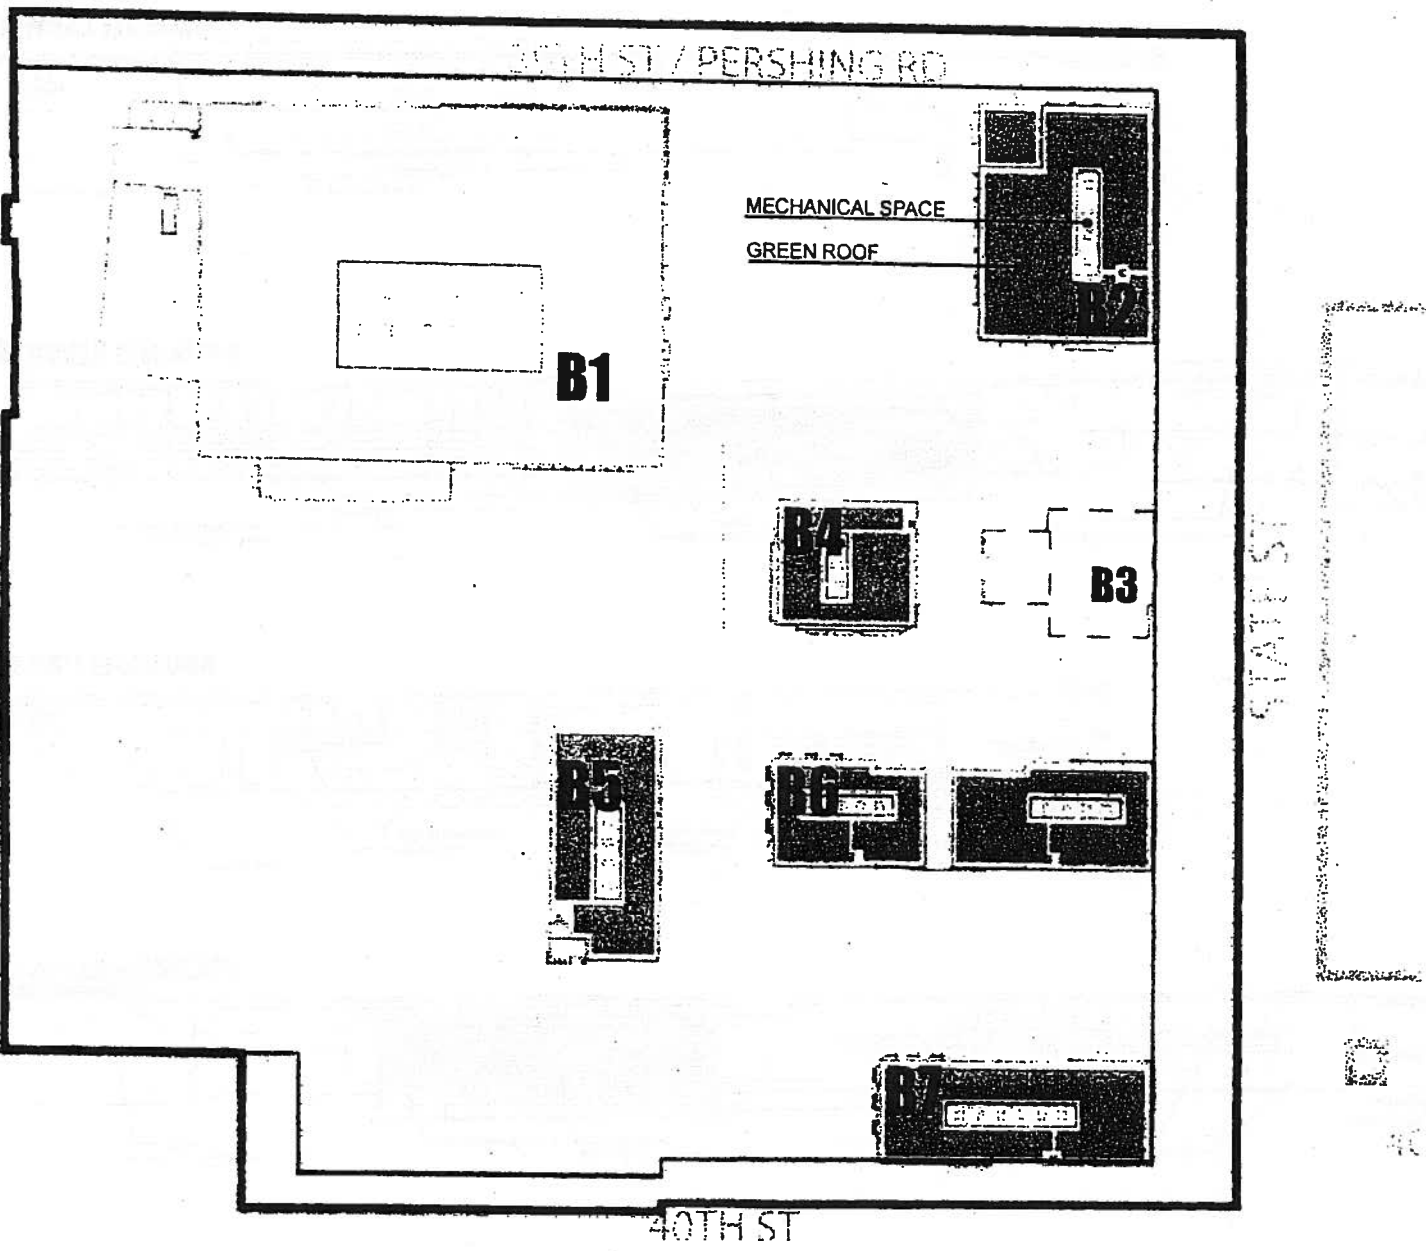 39TH ST / PERSHING RD
MECHANICAL SPACE
GREEN ROOF
B2
B1
B4
B3
STATE ST
B5
B6
B7
40TH ST